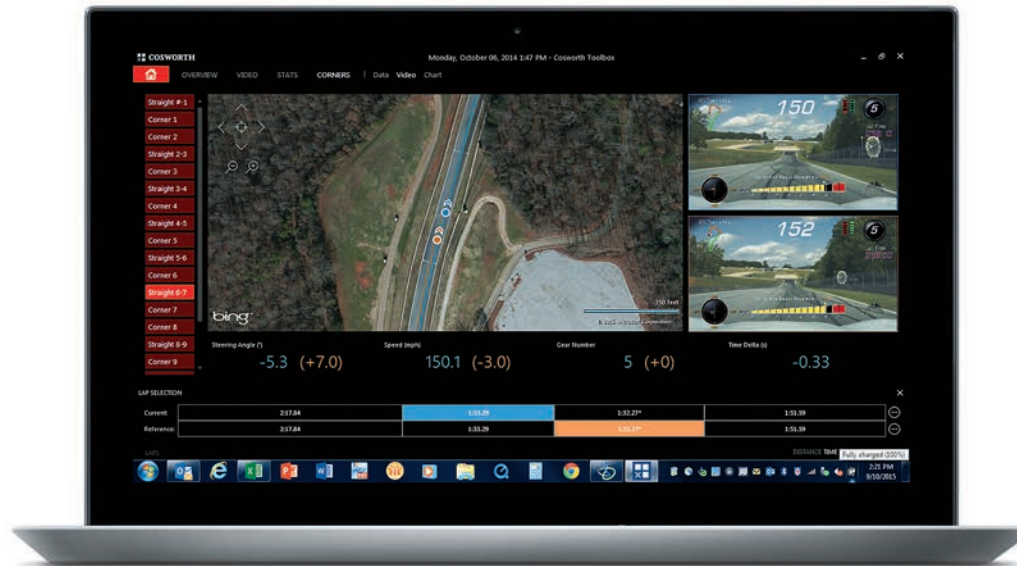 COSWORTH
Monday, October 06, 2014 1:47 PM - Cosworth Toolbox
OVERVIEW VIDEO STATS CORNERS | Data Video Chart
Straight #-1
Corner 1
Corner 2
Straight 2-3
Corner 3
Straight 3-4
Corner 4
Straight 4-5
Corner 5
Straight 5-6
Corner 6
Straight 6-7
Corner 7
Corner 8
Straight 8-9
Corner 9
bing
250 feet
150
5
152
5
Steering Angle (°) Speed (mph) Gear Number Time Delta (s)
-5.3 (+7.0) 150.1 (-3.0) 5 (+0) -0.33
LAP SELECTION
Current: 2:17.84 1:33.29 1:32.27* 1:51.59
Reference: 2:17.84 1:33.29 1:32.27* 1:51.59
LAPS
DISTANCE TIME
Fully charged (100%)
2:21 PM
9/10/2015